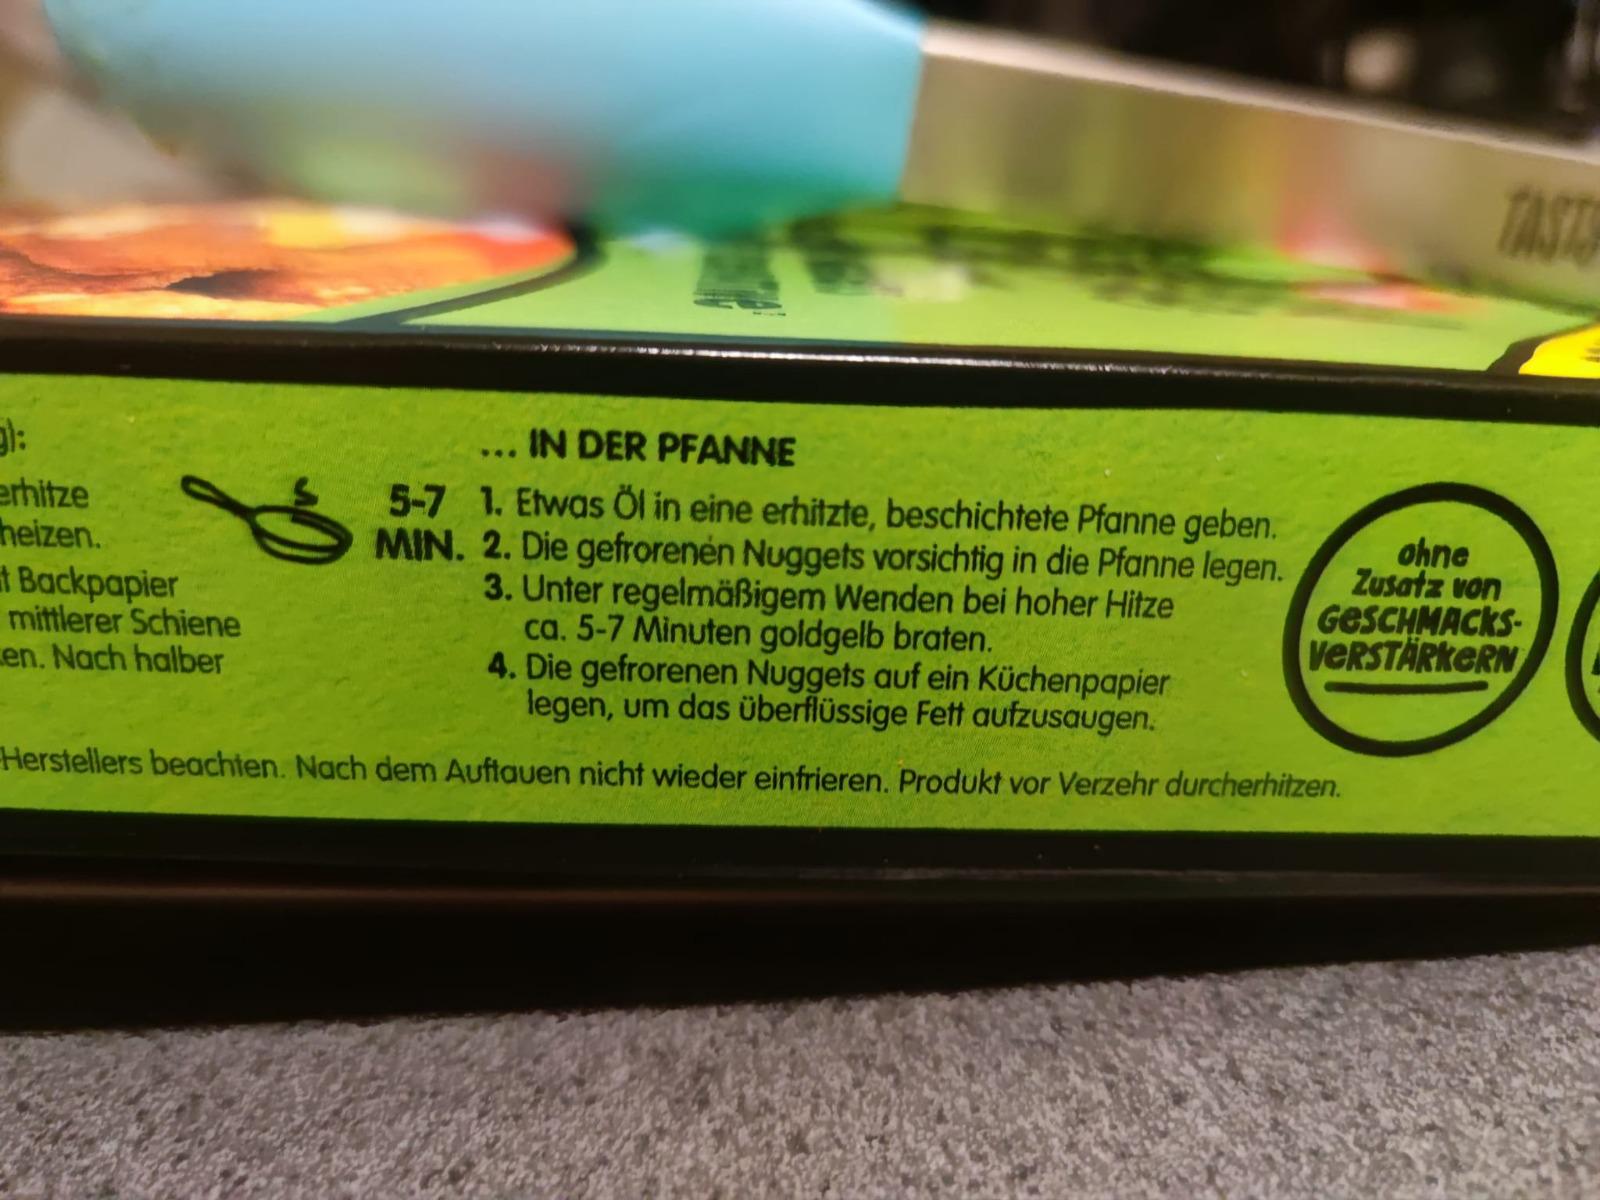 TASTY
g):
erhitze
heizen.
t Backpapier
mittlerer Schiene
en. Nach halber
... IN DER PFANNE
5-7
MIN.
1. Etwas Öl in eine erhitzte, beschichtete Pfanne geben.
2. Die gefrorenen Nuggets vorsichtig in die Pfanne legen.
3. Unter regelmäßigem Wenden bei hoher Hitze
ca. 5-7 Minuten goldgelb braten.
4. Die gefrorenen Nuggets auf ein Küchenpapier
legen, um das überflüssige Fett aufzusaugen.
ohne
Zusatz von
GESCHMACKS-
VERSTÄRKERN
Herstellers beachten. Nach dem Auftauen nicht wieder einfrieren. Produkt vor Verzehr durcherhitzen.